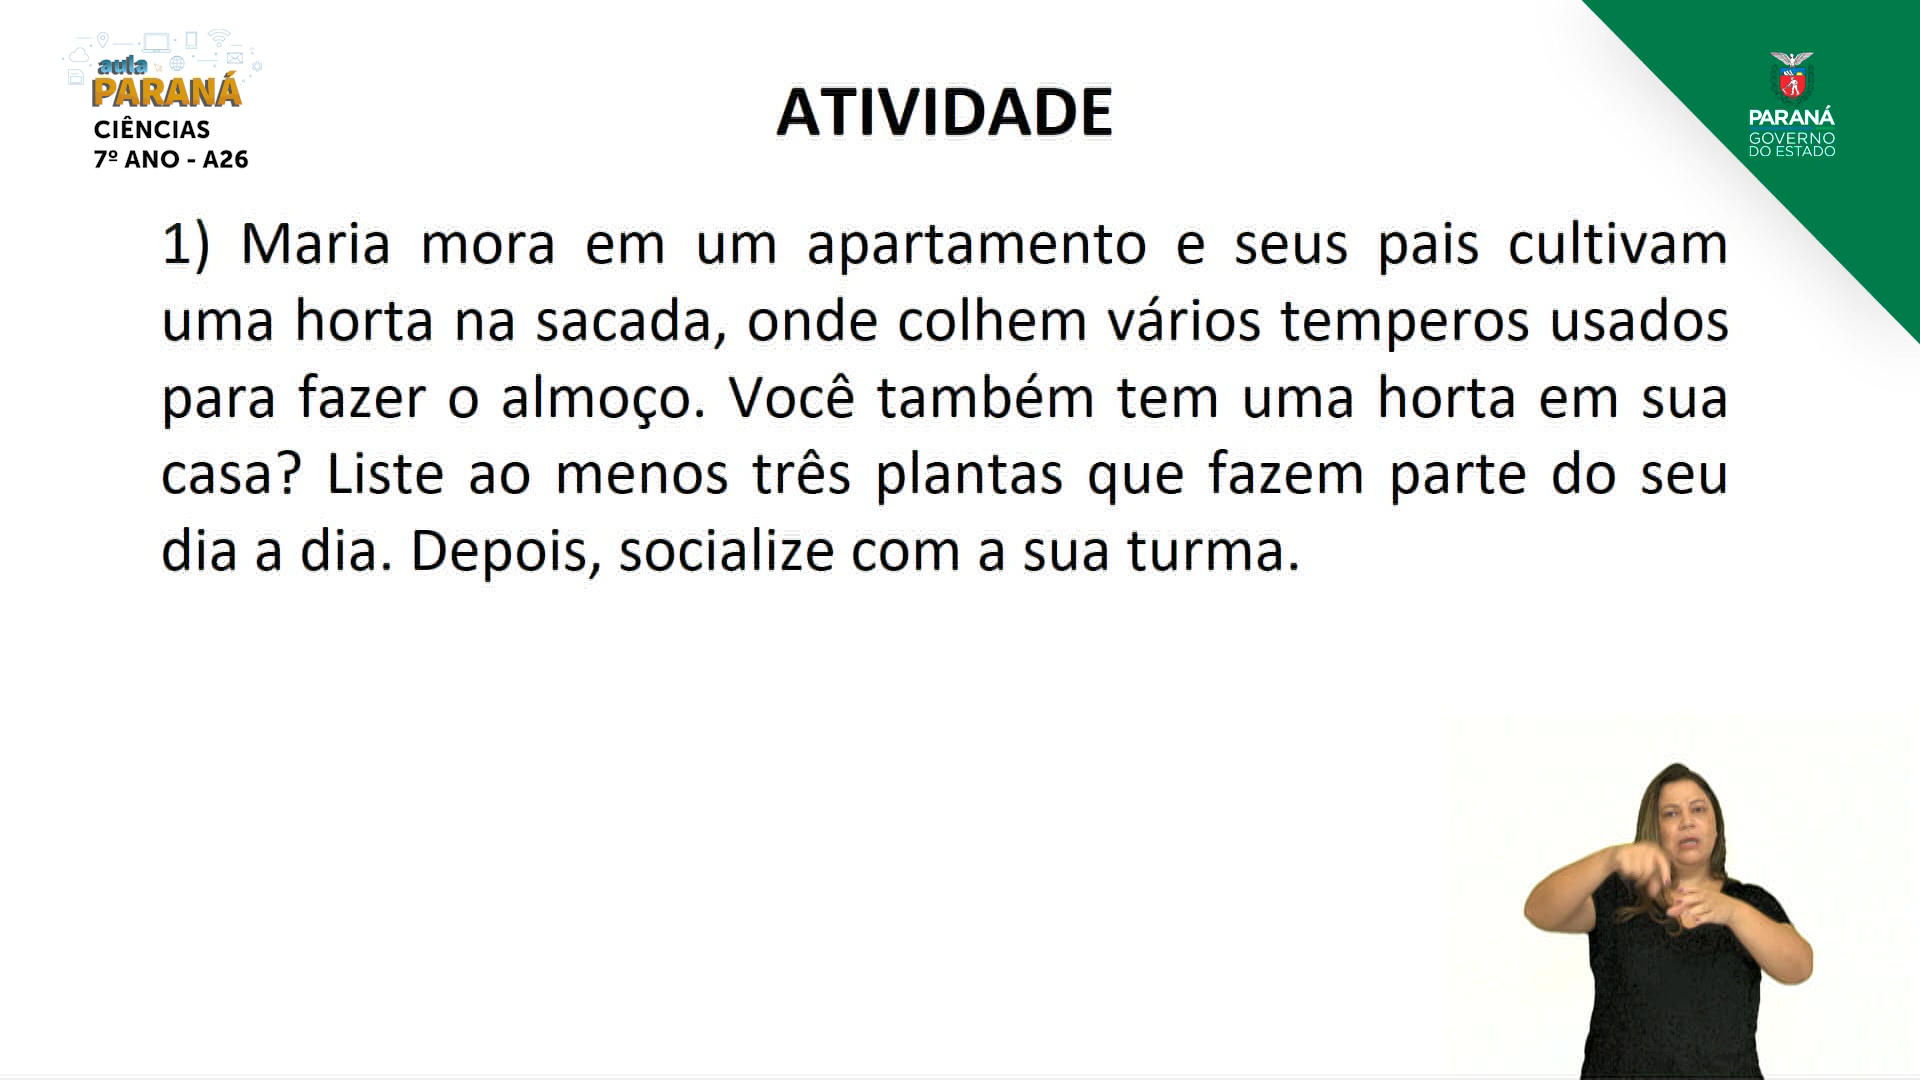 aula
PARANÁ
CIÊNCIAS
7º ANO - A26
ATIVIDADE
PARANÁ
GOVERNO
DO ESTADO
1) Maria mora em um apartamento e seus pais cultivam
uma horta na sacada, onde colhem vários temperos usados
para fazer o almoço. Você também tem uma horta em sua
casa? Liste ao menos três plantas que fazem parte do seu
dia a dia. Depois, socialize com a sua turma.